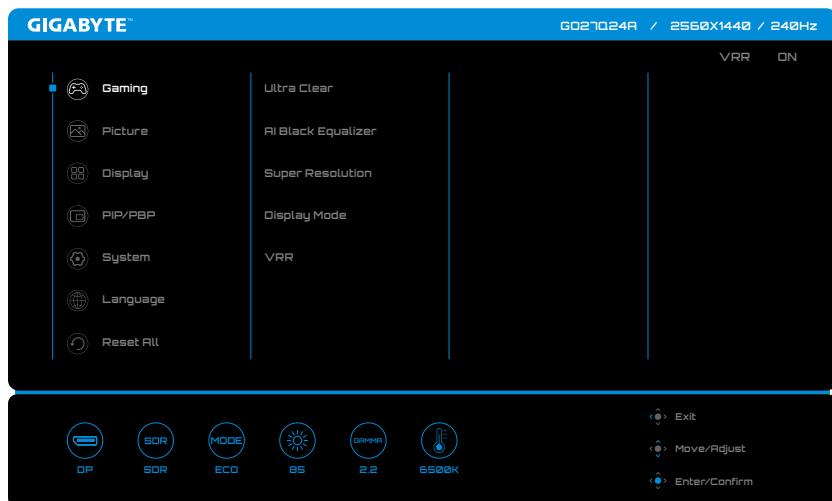 GIGABYTE™
GO27Q24A / 2560X1440 / 240Hz
VRR ON
Gaming
Picture
Display
PIP/PBP
System
Language
Reset All
Ultra Clear
AI Black Equalizer
Super Resolution
Display Mode
VRR
SDR
MODE
GAMMA
DP
SDR
ECO
85
2.2
6500K
Exit
Move/Adjust
Enter/Confirm